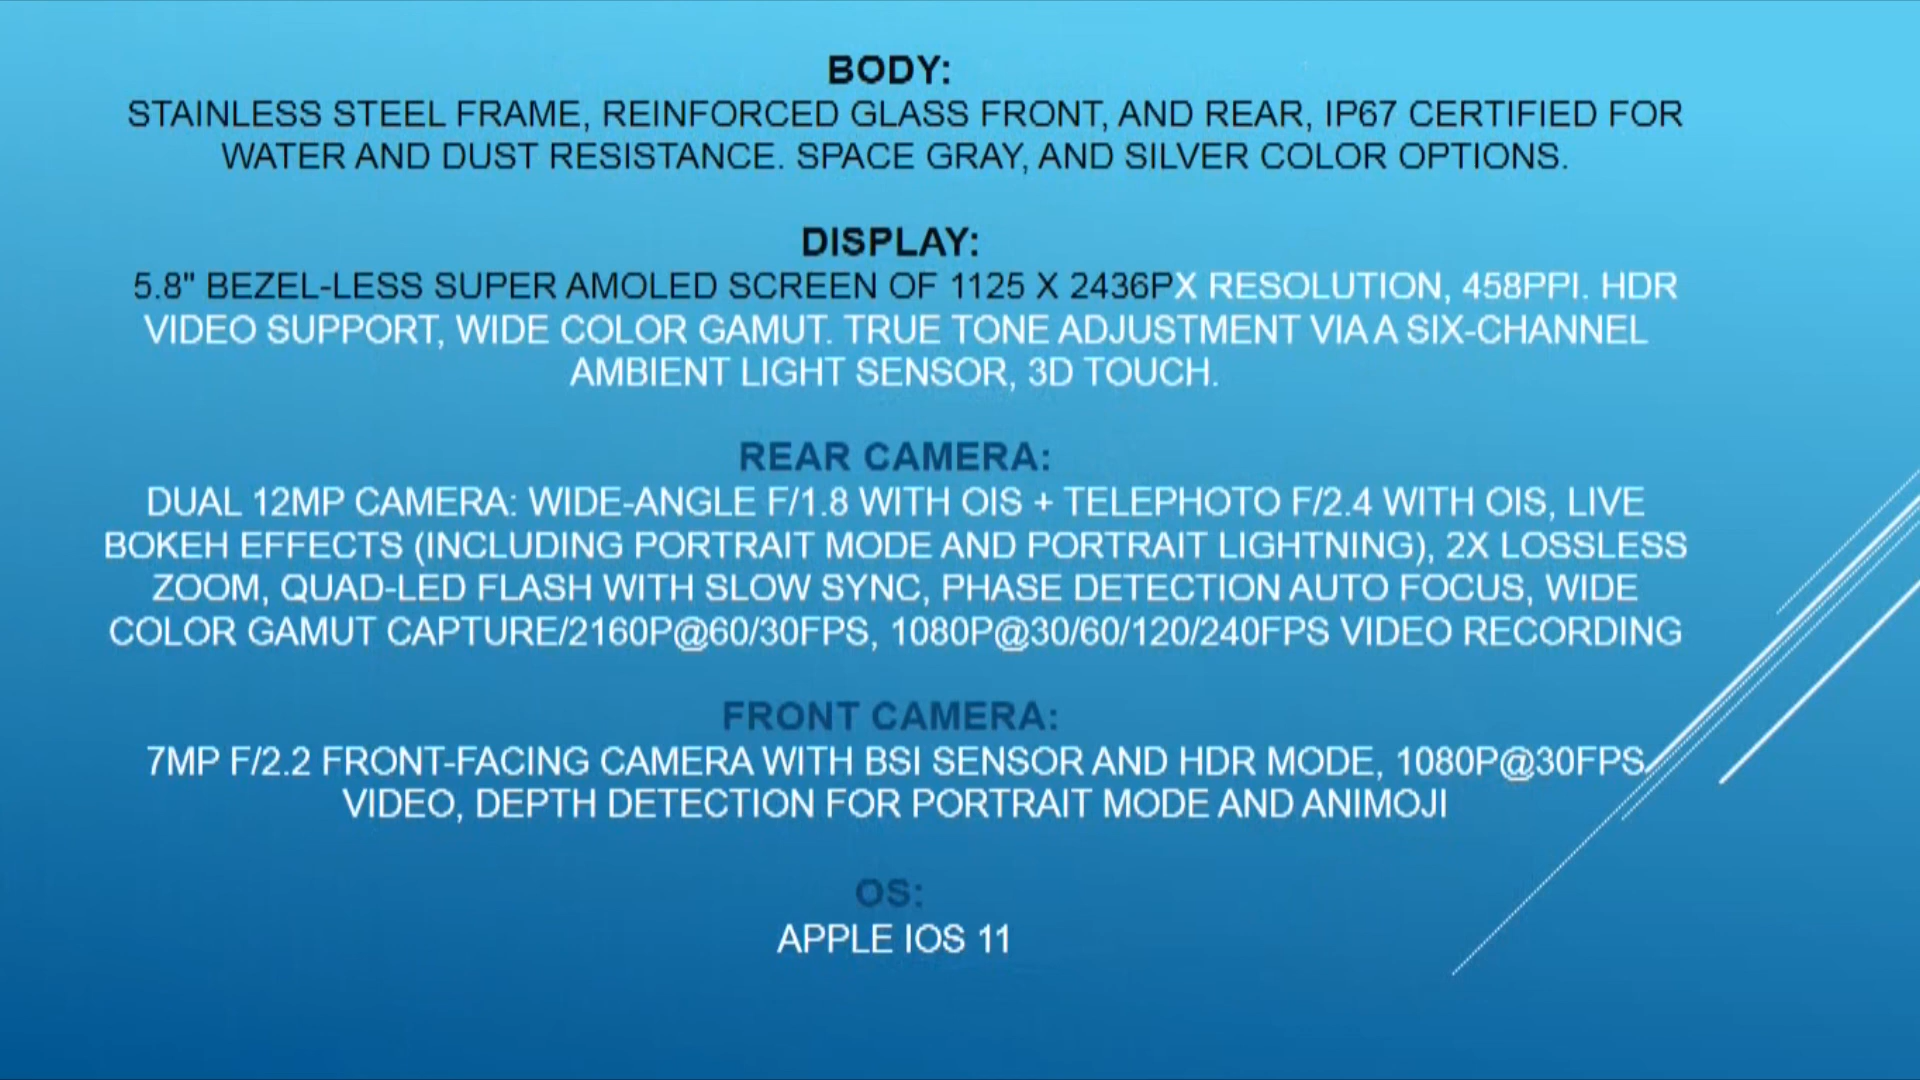 BODY:
STAINLESS STEEL FRAME, REINFORCED GLASS FRONT, AND REAR, IP67 CERTIFIED FOR
WATER AND DUST RESISTANCE. SPACE GRAY, AND SILVER COLOR OPTIONS.
DISPLAY:
5.8" BEZEL-LESS SUPER AMOLED SCREEN OF 1125 X 2436PX RESOLUTION, 458PPI. HDR
VIDEO SUPPORT, WIDE COLOR GAMUT. TRUE TONE ADJUSTMENT VIA A SIX-CHANNEL
AMBIENT LIGHT SENSOR, 3D TOUCH.
REAR CAMERA:
DUAL 12MP CAMERA: WIDE-ANGLE F/1.8 WITH OIS + TELEPHOTO F/2.4 WITH OIS, LIVE
BOKEH EFFECTS (INCLUDING PORTRAIT MODE AND PORTRAIT LIGHTNING), 2X LOSSLESS
ZOOM, QUAD-LED FLASH WITH SLOW SYNC, PHASE DETECTION AUTO FOCUS, WIDE
COLOR GAMUT CAPTURE/2160P@60/30FPS, 1080P@30/60/120/240FPS VIDEO RECORDING
FRONT CAMERA:
7MP F/2.2 FRONT-FACING CAMERA WITH BSI SENSOR AND HDR MODE, 1080P@30FPS
VIDEO, DEPTH DETECTION FOR PORTRAIT MODE AND ANIMOJI
OS:
APPLE IOS 11